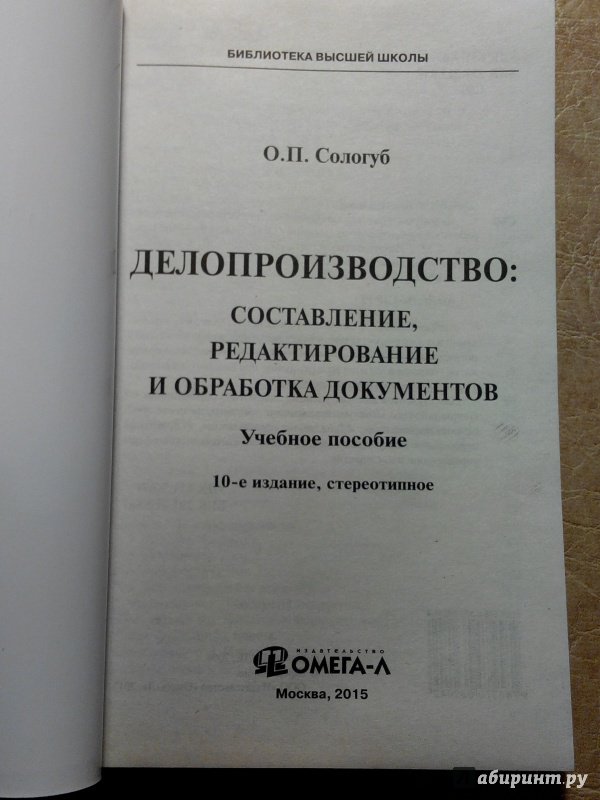 БИБЛИОТЕКА ВЫСШЕЙ ШКОЛЫ
О.П. Сологуб
ДЕЛОПРОИЗВОДСТВО:
СОСТАВЛЕНИЕ,
РЕДАКТИРОВАНИЕ
И ОБРАБОТКА ДОКУМЕНТОВ
Учебное пособие
10-е издание, стереотипное
ИЗДАТЕЛЬСТВО
ОМЕГА-Л
Москва, 2015
абиринт.ру